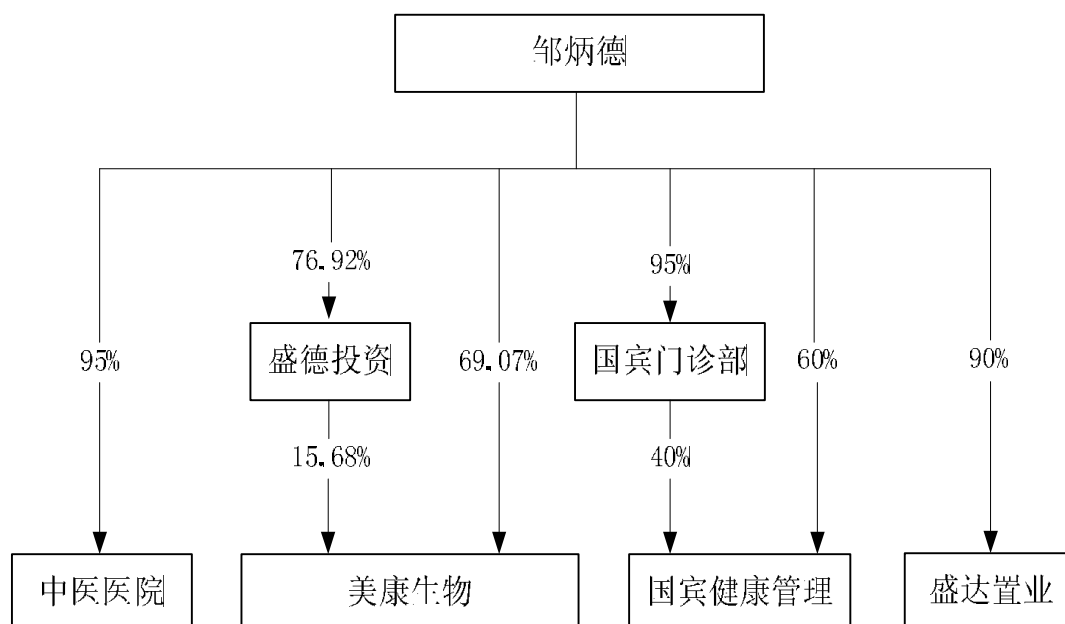 邹炳德
76.92%
95%
95%
盛德投资
69.07%
国宾门诊部
60%
90%
15.68%
40%
中医医院
美康生物
国宾健康管理
盛达置业